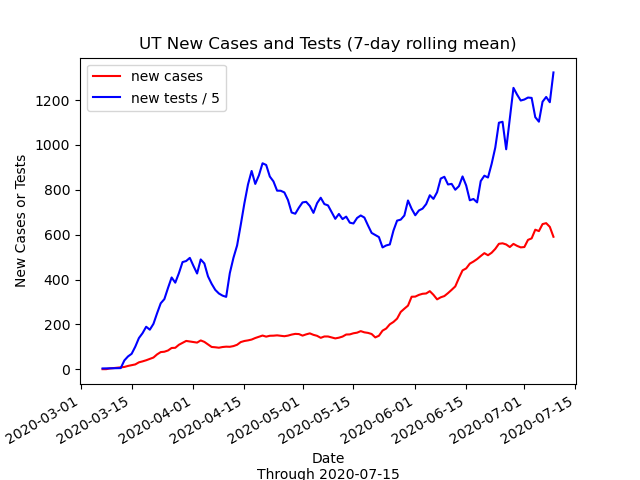 UT New Cases and Tests (7-day rolling mean)
new cases
new tests / 5
New Cases or Tests
1200
1000
800
600
400
200
0
2020-03-01
2020-03-15
2020-04-01
2020-04-15
2020-05-01
2020-05-15
2020-06-01
2020-06-15
2020-07-01
2020-07-15
Date
Through 2020-07-15